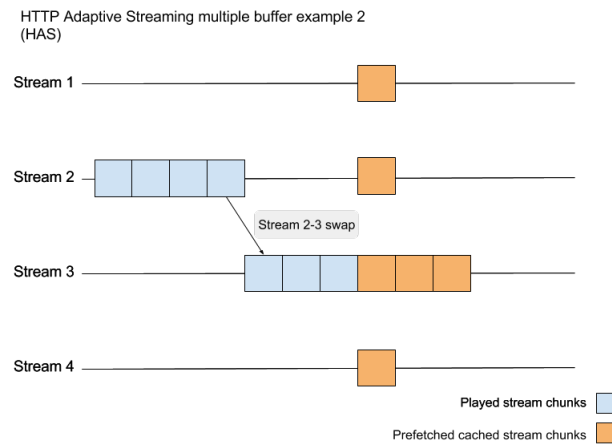 HTTP Adaptive Streaming multiple buffer example 2
(HAS)
Stream 1
Stream 2
Stream 2-3 swap
Stream 3
Stream 4
Played stream chunks
Prefetched cached stream chunks